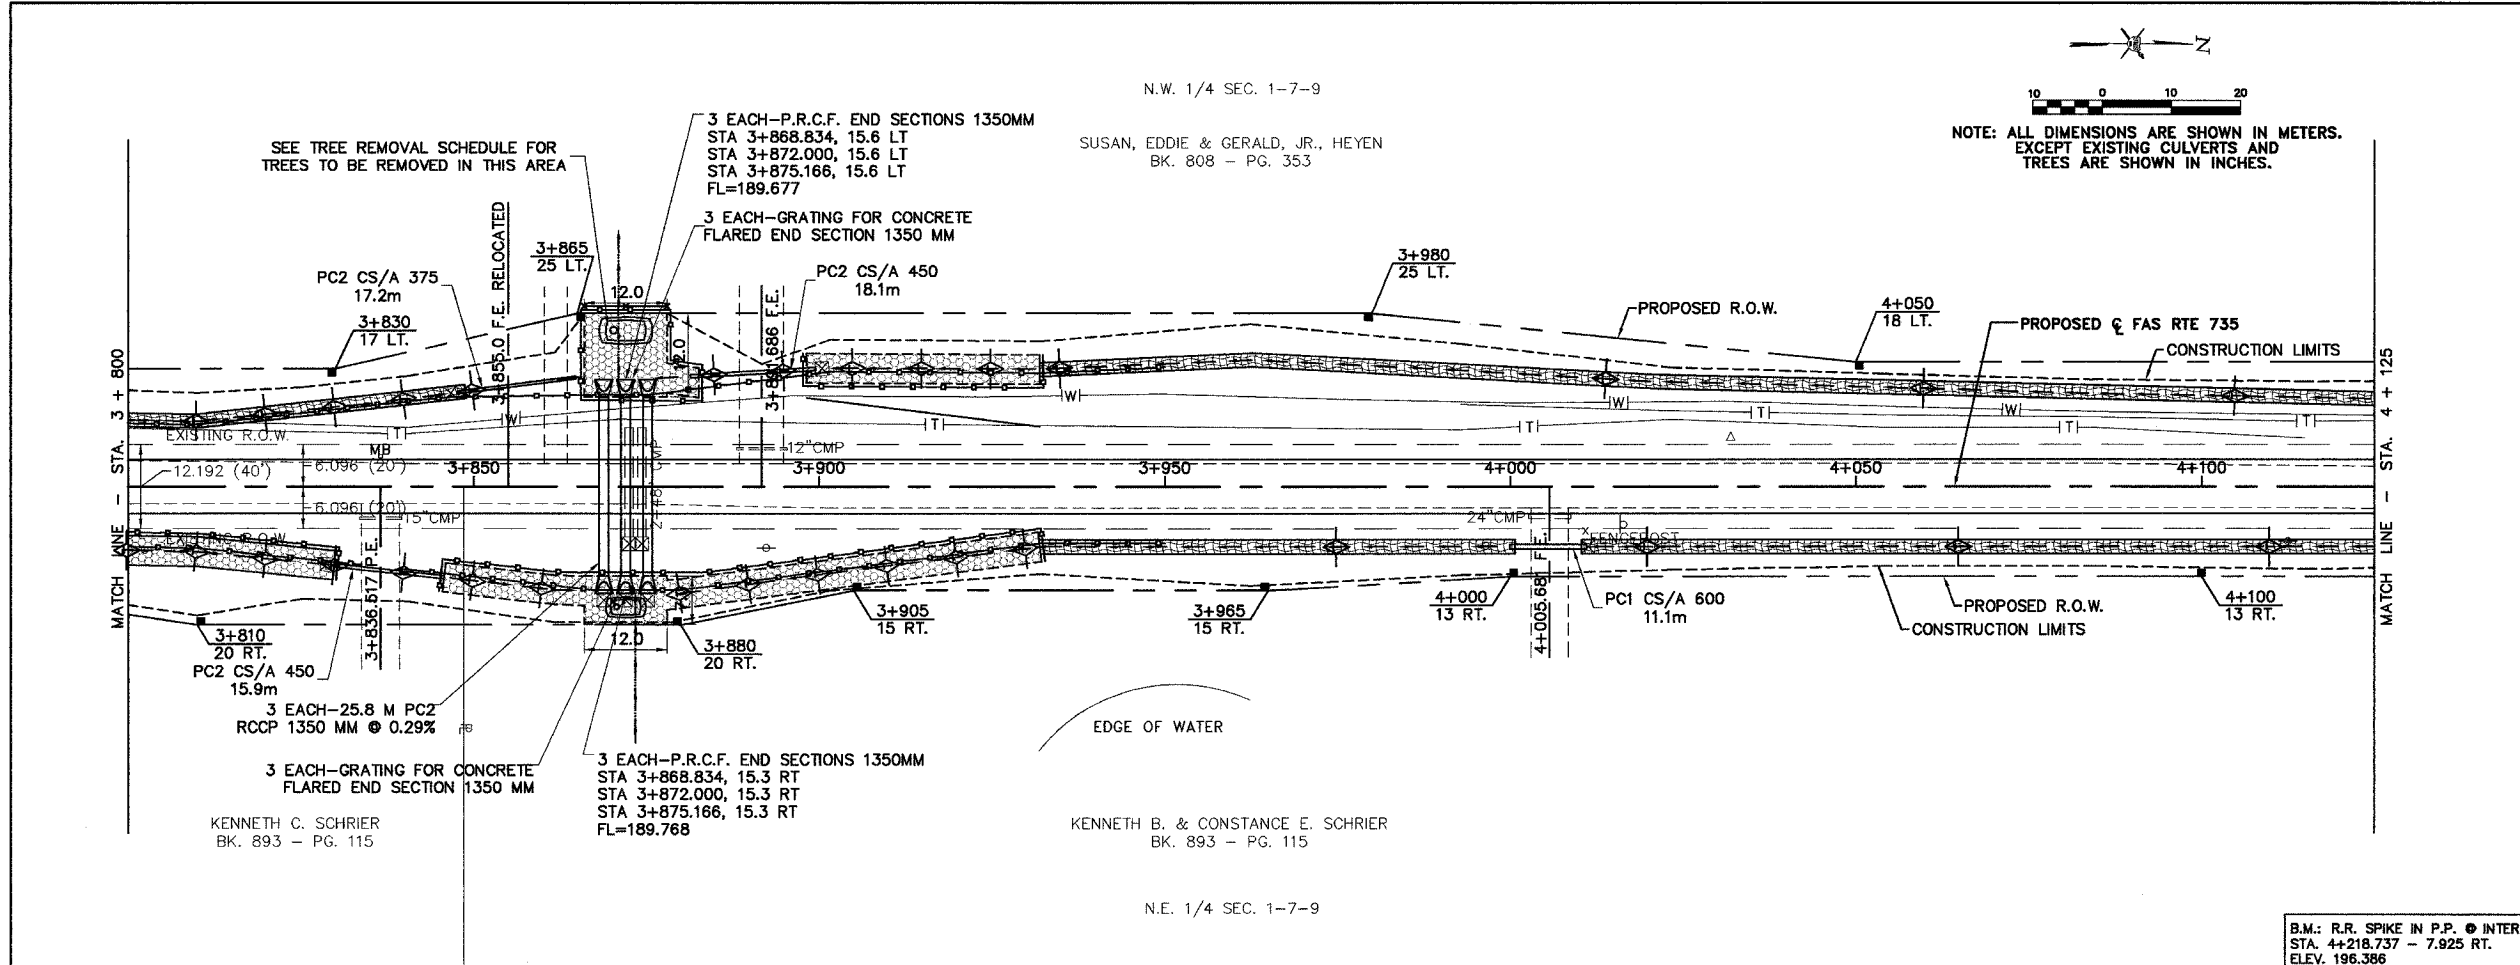 N
10 0 10 20
NOTE: ALL DIMENSIONS ARE SHOWN IN METERS.
EXCEPT EXISTING CULVERTS AND
TREES ARE SHOWN IN INCHES.
N.W. 1/4 SEC. 1-7-9
SUSAN, EDDIE & GERALD, JR., HEYEN
BK. 808 - PG. 353
SEE TREE REMOVAL SCHEDULE FOR
TREES TO BE REMOVED IN THIS AREA
3 EACH-P.R.C.F. END SECTIONS 1350MM
STA 3+868.834, 15.6 LT
STA 3+872.000, 15.6 LT
STA 3+875.166, 15.6 LT
FL=189.677
3 EACH-GRATING FOR CONCRETE
FLARED END SECTION 1350 MM
3+855.0 F.E. RELOCATED
3+865
25 LT.
PC2 CS/A 375
17.2m
3+830
17 LT.
12.0
12.0
PC2 CS/A 450
18.1m
3+891.686 F.E.
3+980
25 LT.
PROPOSED R.O.W.
4+050
18 LT.
PROPOSED ℄ FAS RTE 735
CONSTRUCTION LIMITS
MATCH LINE - STA. 3 + 800
MATCH LINE - STA. 4 + 125
W
W
W
W
T
T
T
T
T
T
EXISTING R.O.W.
MB
12.192 (40')
6.096 (20')
6.096 (20')
12"CMP
15"CMP
24"CMP
3+850
3+900
3+950
4+000
4+050
4+100
EXISTING R.O.W.
FENCEPOST
3+836.517 P.E.
3+810
20 RT.
PC2 CS/A 450
15.9m
3 EACH-25.8 M PC2
RCCP 1350 MM @ 0.29%
12.0
3+880
20 RT.
3+905
15 RT.
3+965
15 RT.
4+000
13 RT.
PC1 CS/A 600
11.1m
PROPOSED R.O.W.
CONSTRUCTION LIMITS
4+100
13 RT.
EDGE OF WATER
3 EACH-GRATING FOR CONCRETE
FLARED END SECTION 1350 MM
3 EACH-P.R.C.F. END SECTIONS 1350MM
STA 3+868.834, 15.3 RT
STA 3+872.000, 15.3 RT
STA 3+875.166, 15.3 RT
FL=189.768
KENNETH C. SCHRIER
BK. 893 - PG. 115
KENNETH B. & CONSTANCE E. SCHRIER
BK. 893 - PG. 115
N.E. 1/4 SEC. 1-7-9
B.M.: R.R. SPIKE IN P.P. @ INTER
STA. 4+218.737 - 7.925 RT.
ELEV. 196.386